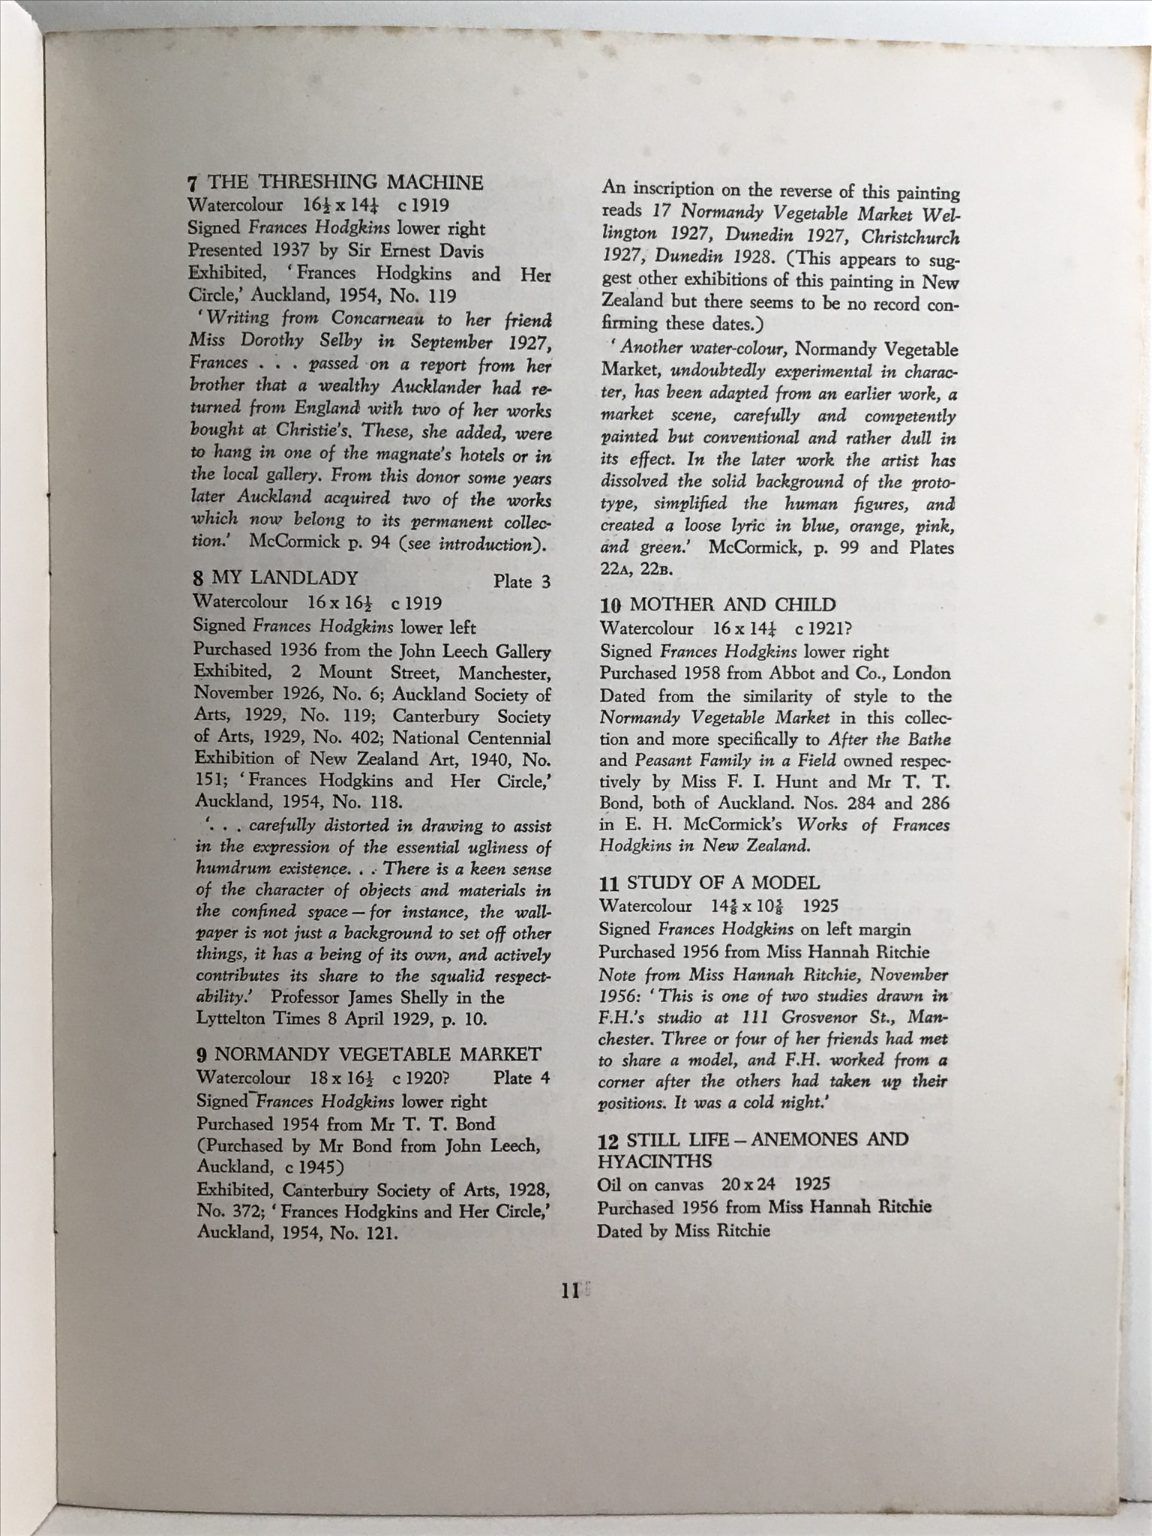 7 THE THRESHING MACHINE
Watercolour 16½ x 14¼ c 1919
Signed Frances Hodgkins lower right
Presented 1937 by Sir Ernest Davis
Exhibited, ‘Frances Hodgkins and Her
Circle,’ Auckland, 1954, No. 119
‘Writing from Concarneau to her friend
Miss Dorothy Selby in September 1927,
Frances . . . passed on a report from her
brother that a wealthy Aucklander had re-
turned from England with two of her works
bought at Christie's. These, she added, were
to hang in one of the magnate's hotels or in
the local gallery. From this donor some years
later Auckland acquired two of the works
which now belong to its permanent collec-
tion.’ McCormick p. 94 (see introduction).
8 MY LANDLADY Plate 3
Watercolour 16 x 16½ c 1919
Signed Frances Hodgkins lower left
Purchased 1936 from the John Leech Gallery
Exhibited, 2 Mount Street, Manchester,
November 1926, No. 6; Auckland Society of
Arts, 1929, No. 119; Canterbury Society
of Arts, 1929, No. 402; National Centennial
Exhibition of New Zealand Art, 1940, No.
151; ‘Frances Hodgkins and Her Circle,’
Auckland, 1954, No. 118.
‘. . . carefully distorted in drawing to assist
in the expression of the essential ugliness of
humdrum existence. . . There is a keen sense
of the character of objects and materials in
the confined space — for instance, the wall-
paper is not just a background to set off other
things, it has a being of its own, and actively
contributes its share to the squalid respect-
ability.’ Professor James Shelly in the
Lyttelton Times 8 April 1929, p. 10.
9 NORMANDY VEGETABLE MARKET
Watercolour 18 x 16½ c 1920? Plate 4
Signed Frances Hodgkins lower right
Purchased 1954 from Mr T. T. Bond
(Purchased by Mr Bond from John Leech,
Auckland, c 1945)
Exhibited, Canterbury Society of Arts, 1928,
No. 372; ‘Frances Hodgkins and Her Circle,’
Auckland, 1954, No. 121.
An inscription on the reverse of this painting
reads 17 Normandy Vegetable Market Wel-
lington 1927, Dunedin 1927, Christchurch
1927, Dunedin 1928. (This appears to sug-
gest other exhibitions of this painting in New
Zealand but there seems to be no record con-
firming these dates.)
‘Another water-colour, Normandy Vegetable
Market, undoubtedly experimental in charac-
ter, has been adapted from an earlier work, a
market scene, carefully and competently
painted but conventional and rather dull in
its effect. In the later work the artist has
dissolved the solid background of the proto-
type, simplified the human figures, and
created a loose lyric in blue, orange, pink,
and green.’ McCormick, p. 99 and Plates
22A, 22B.
10 MOTHER AND CHILD
Watercolour 16 x 14¼ c 1921?
Signed Frances Hodgkins lower right
Purchased 1958 from Abbot and Co., London
Dated from the similarity of style to the
Normandy Vegetable Market in this collec-
tion and more specifically to After the Bathe
and Peasant Family in a Field owned respec-
tively by Miss F. I. Hunt and Mr T. T.
Bond, both of Auckland. Nos. 284 and 286
in E. H. McCormick's Works of Frances
Hodgkins in New Zealand.
11 STUDY OF A MODEL
Watercolour 1925
Signed Frances Hodgkins on left margin
Purchased 1956 from Miss Hannah Ritchie
Note from Miss Hannah Ritchie, November
1956: ‘This is one of two studies drawn in
F.H.'s studio at 111 Grosvenor St., Man-
chester. Three or four of her friends had met
to share a model, and F.H. worked from a
corner after the others had taken up their
positions. It was a cold night.’
12 STILL LIFE – ANEMONES AND
HYACINTHS
Oil on canvas 20 x 24 1925
Purchased 1956 from Miss Hannah Ritchie
Dated by Miss Ritchie
11